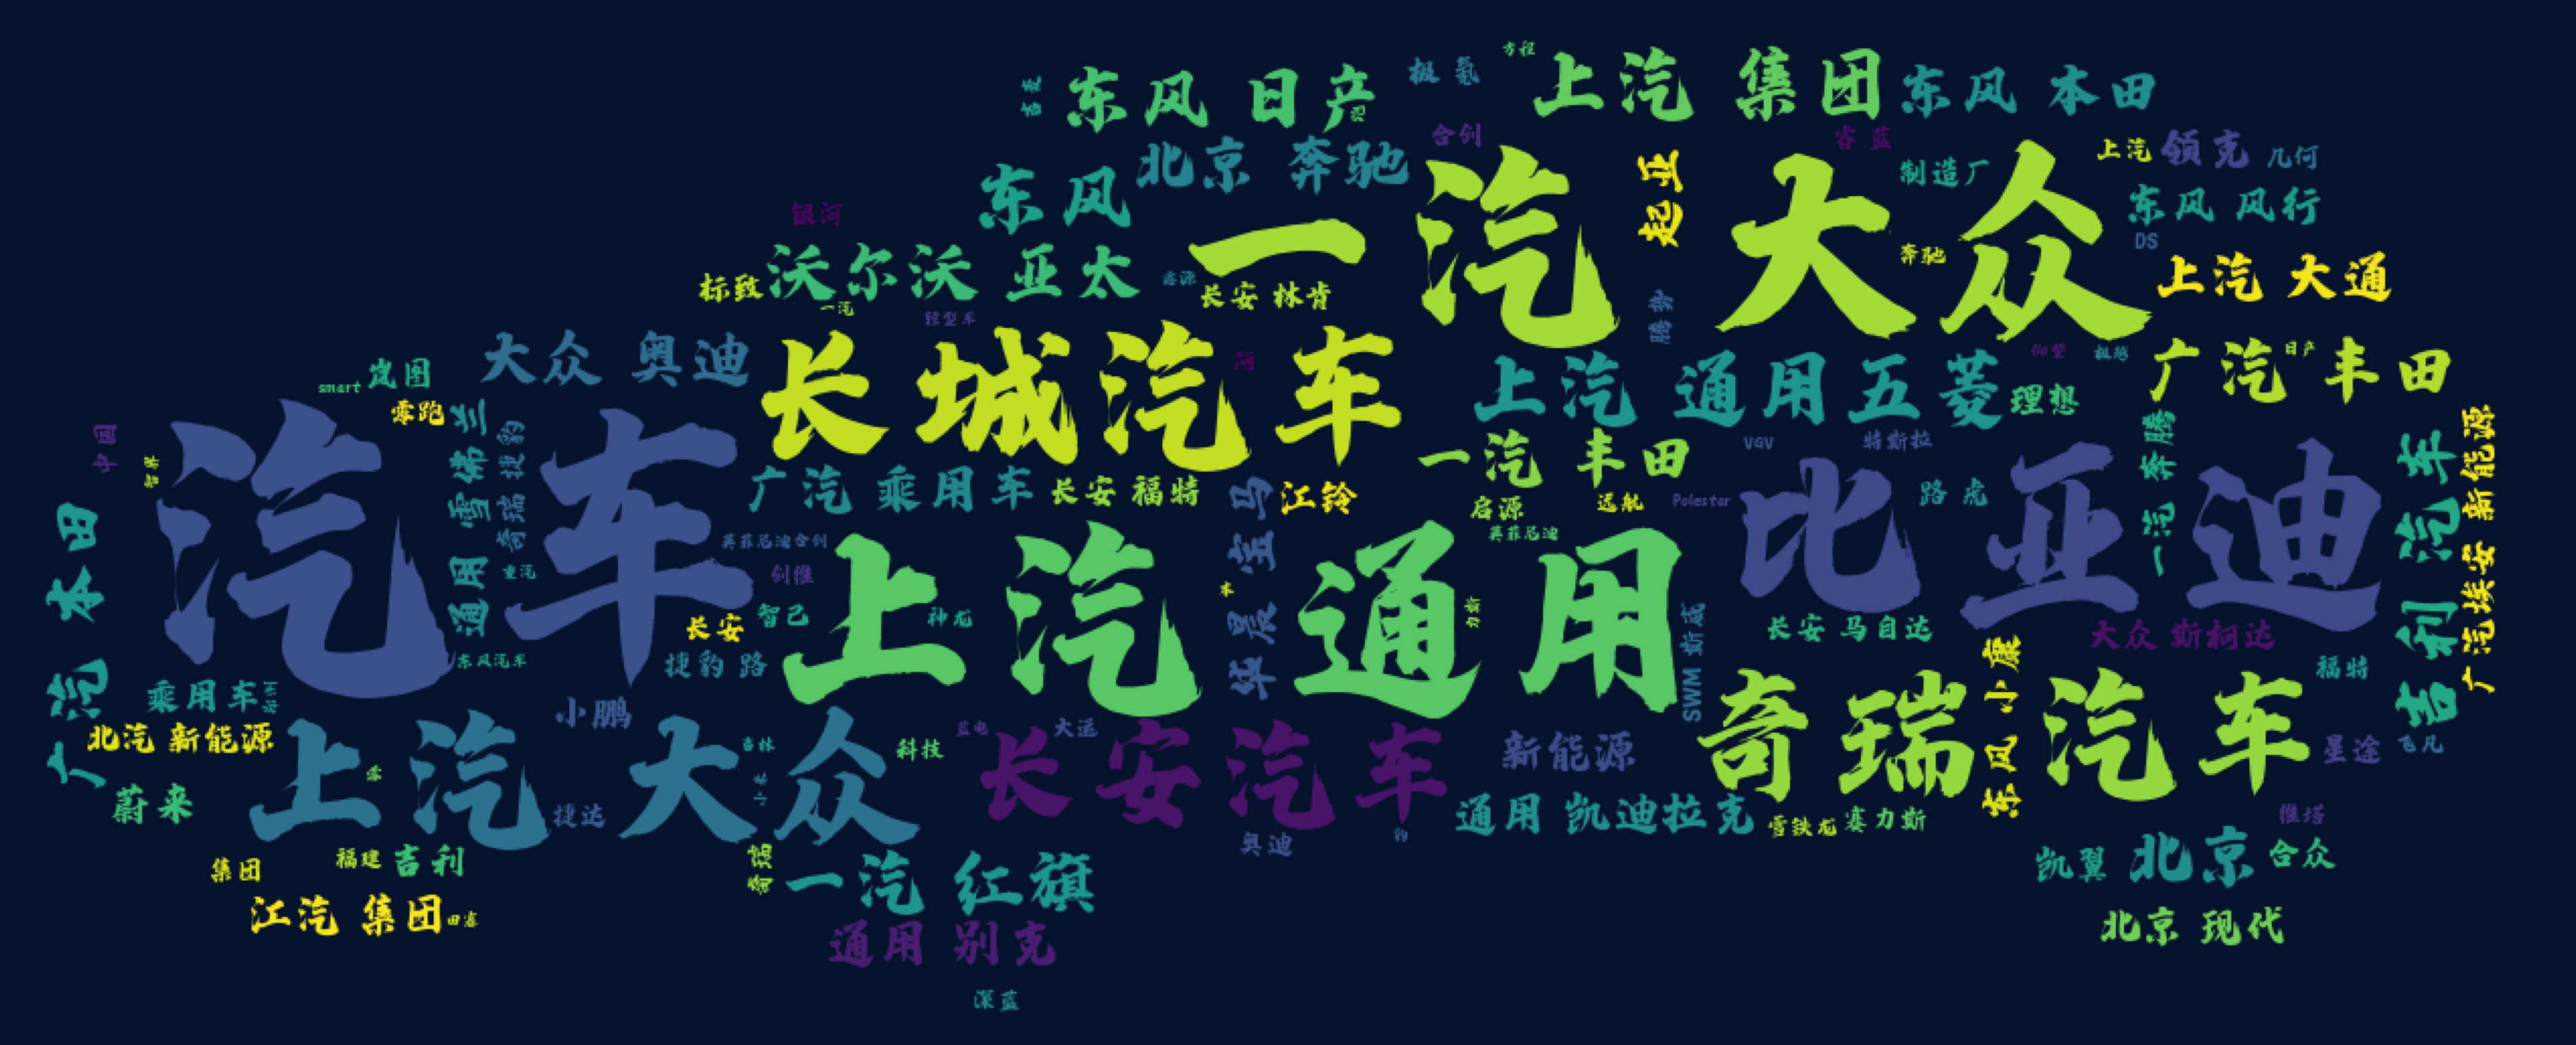 方程
东风 日产
极氪
上汽 集团
东风 本田
合创
睿蓝
北京 奔驰
起亚
制造厂
上汽
领克
几何
东风
银河
一汽 大众
东风 风行
DS
沃尔沃 亚太
标致
鑫源
长安 林肯
奔驰
上汽 大通
一汽
轻型车
腾势
大众 奥迪
长城汽车
阿
上汽 通用五菱
仰望
极越
广汽 丰田
日产
smart
岚图
零跑
理想
中国
智界
汽车
通用 雪佛兰
奇瑞 捷豹
一汽 丰田
VGV
特斯拉
一汽 奔腾
吉利 汽车
广汽埃安 新能源
广汽 乘用车
长安 福特
华晨 宝马
江铃
启源
远航
Polestar
比亚迪
路虎
广汽 本田
英菲尼迪合创
英菲尼迪
重汽
创维
上汽 通用
本
长安
智己
神龙
SWM 斯威
长安 马自达
大众 斯柯达
东风汽车
捷豹 路
东风 小康
福特
乘用车
小鹏
奇瑞 汽车
北汽 新能源
上汽 大众
吉林
科技
蓝电
大运
长安汽车
新能源
星途
飞凡
蔚来
捷达
通用 凯迪拉克
雪铁龙
赛力斯
维塔
奥迪
集团
福建
吉利
奇瑞
一汽 红旗
凯翼
北京
合众
江汽 集团
通用 别克
北京 现代
深蓝